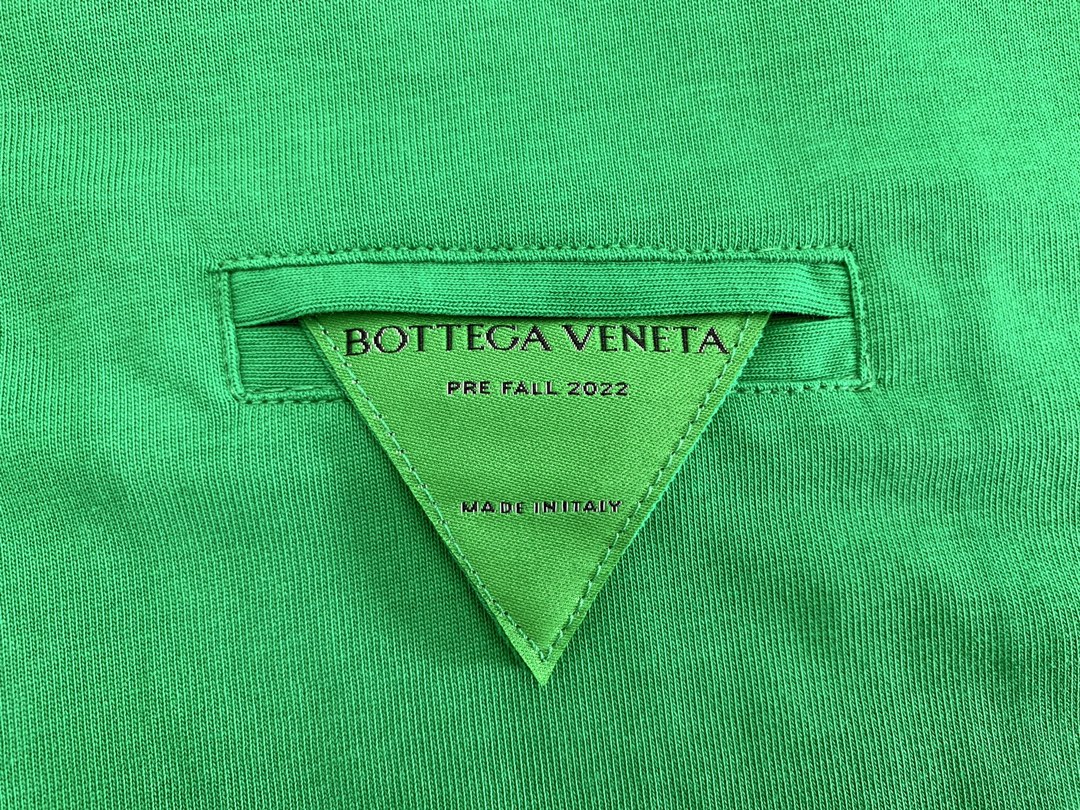 BOTTEGA VENETA
PRE FALL 2022
MADE IN ITALY